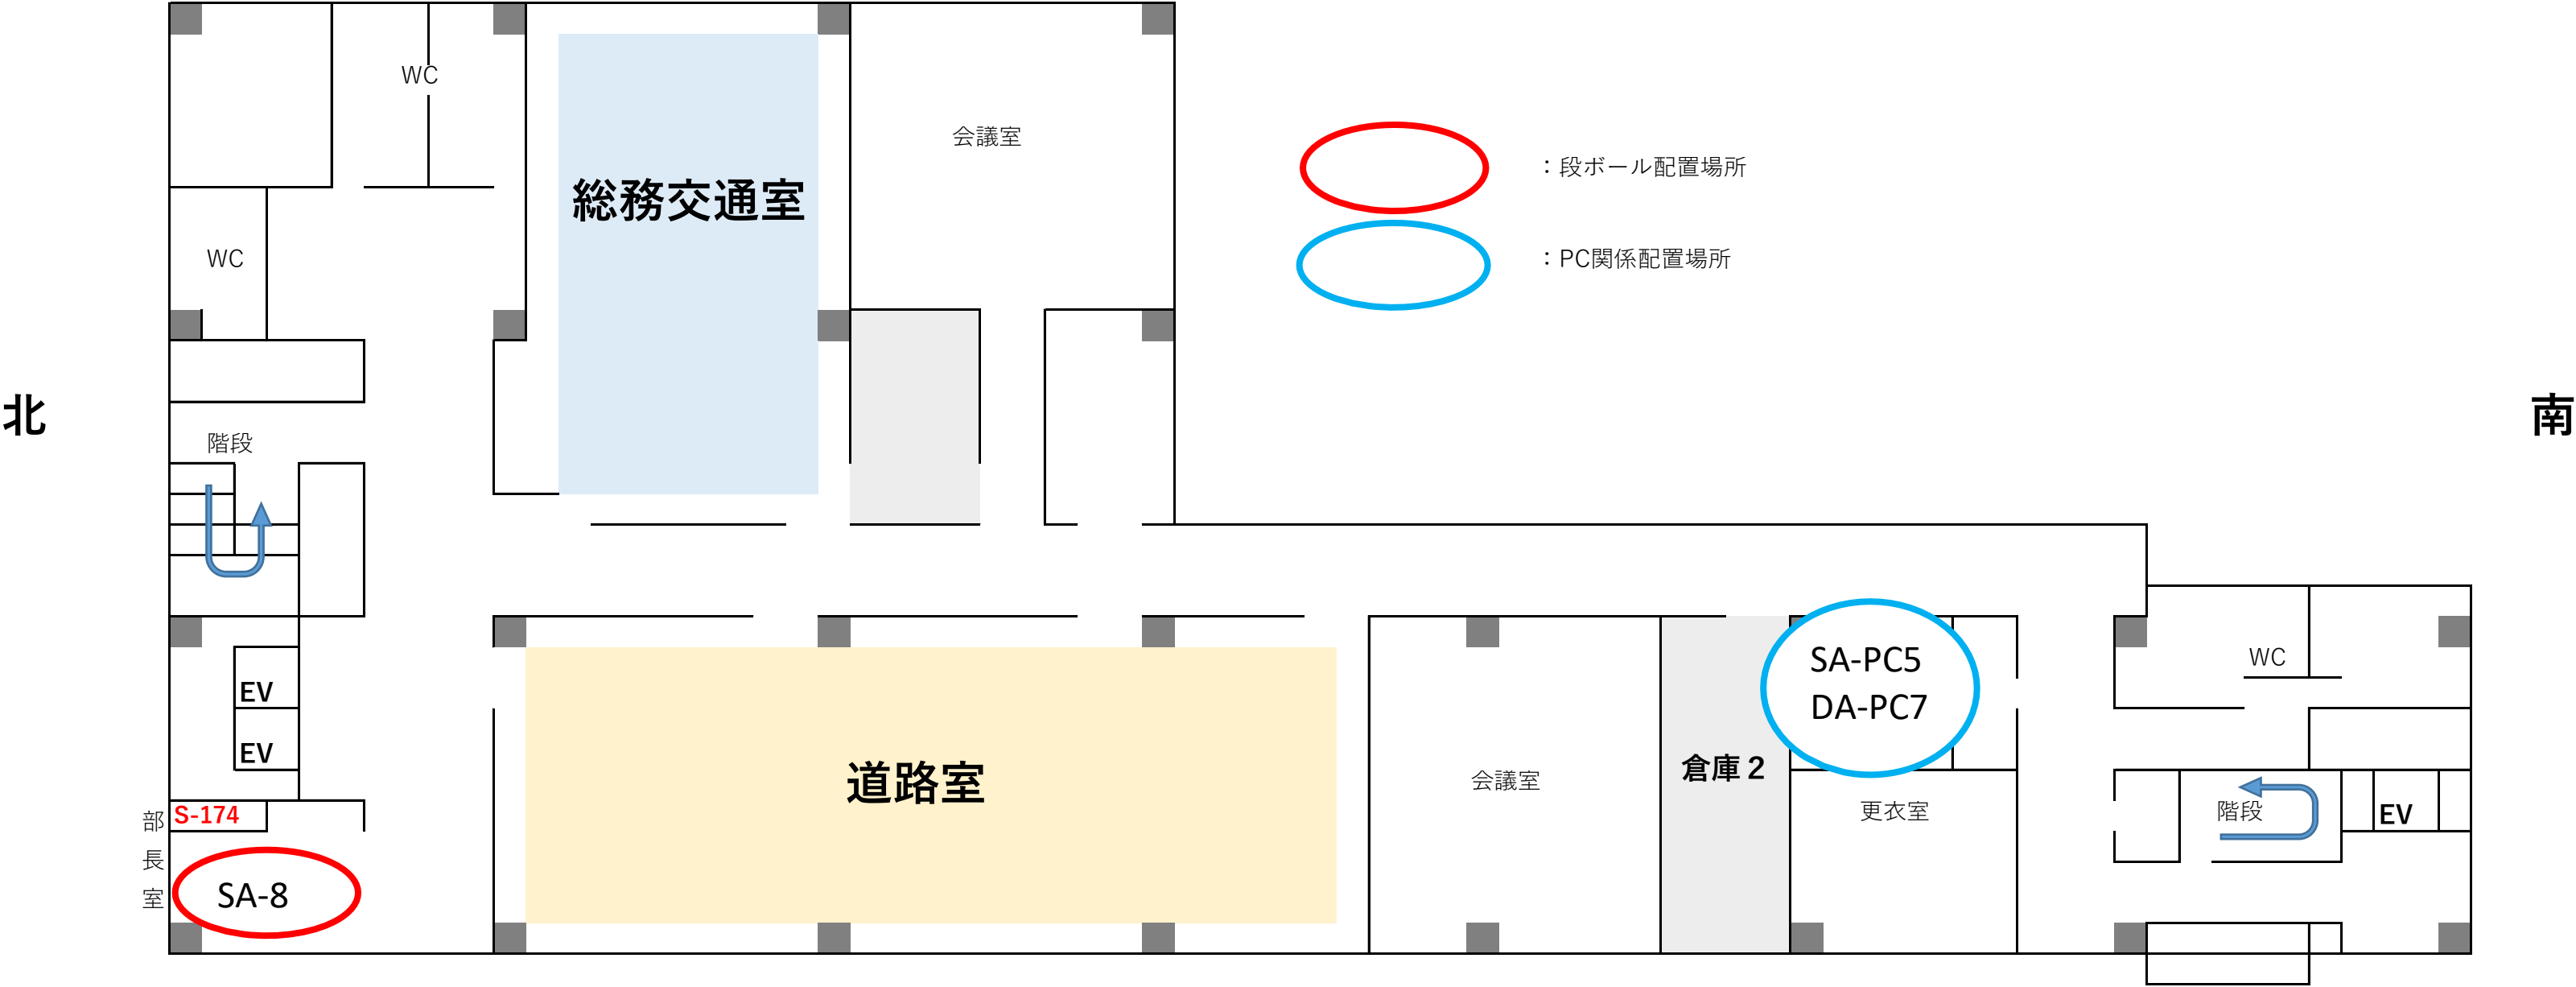 WC
会議室
：段ボール配置場所
総務交通室
WC
：PC関係配置場所
北
南
階段
WC
SA-PC5
DA-PC7
EV
EV
倉庫２
道路室
会議室
S-174
更衣室
階段
EV
部長室
SA-8